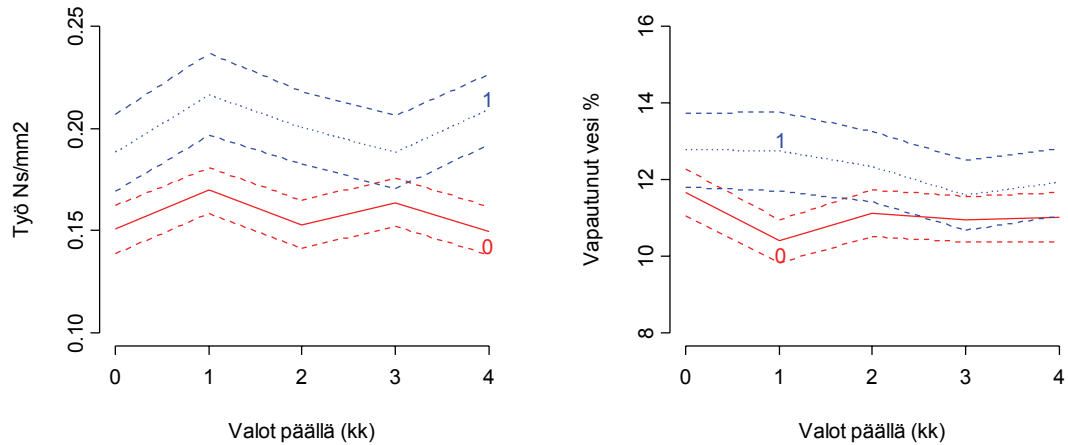 Työ Ns/mm2
0.25
0.20
0.15
0.10
1
0
0 1 2 3 4
Valot päällä (kk)
Vapautunut vesi %
16
14
12
10
8
1
0
0 1 2 3 4
Valot päällä (kk)